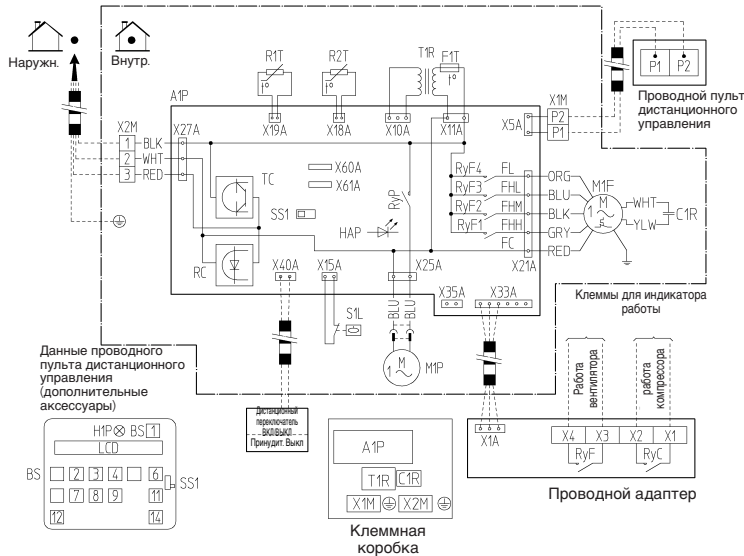 Наружн.
Внутр.
R1T
R2T
T1R
F1T
t°
t°
t°
P1 P2
Проводной пульт
дистанционного
управления
A1P
X1M
X2M
X27A
X19A
X18A
X10A
X11A
X5A
P2
P1
1 BLK
2 WHT
3 RED
TC
X60A
X61A
SS1
HAP
RyP
RyF4 FL ORG
RyF3 FHL BLU
RyF2 FHM BLK
RyF1 FHH GRY
FC RED
M1F
M
1
WHT
YLW
C1R
RC
X40A
X15A
X25A
X21A
X35A
X33A
Клеммы для индикатора
работы
S1L
BLU
BLU
M
1
M1P
Данные проводного
пульта дистанционного
управления
(дополнительные
аксессуары)
H1P BS 1
LCD
BS 2 3 4 6
SS1
7 8 9 11
12 14
Дистанционный
переключатель
ВКЛ/ВЫКЛ
Принудит. Выкл
A1P
T1R C1R
X1M X2M
Клеммная
коробка
Работа
вентилятора
работа
компрессора
X1A
X4 X3 X2 X1
RyF
RyC
Проводной адаптер